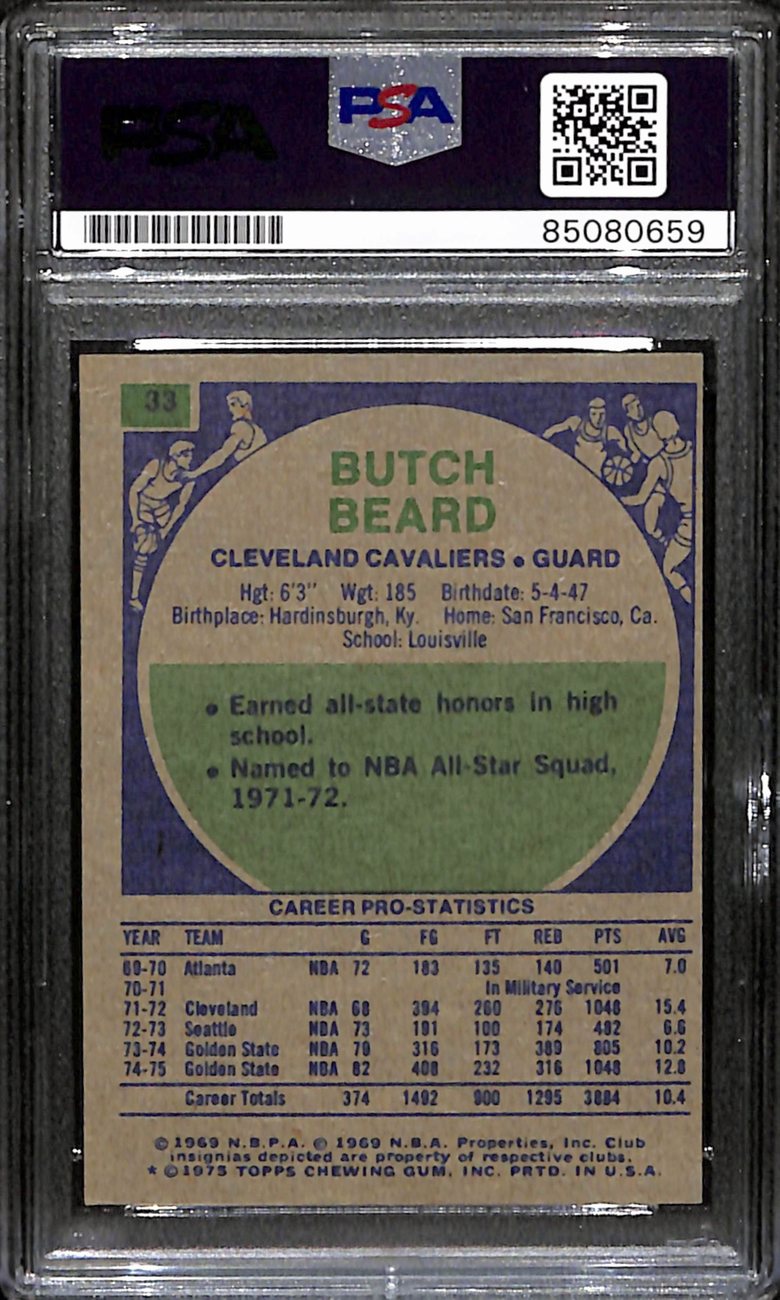 PSA
PSA
85080659
33
BUTCH
BEARD
CLEVELAND CAVALIERS • GUARD
Hgt: 6'3" Wgt: 185 Birthdate: 5-4-47
Birthplace: Hardinsburgh, Ky. Home: San Francisco, Ca.
School: Louisville
• Earned all-state honors in high
school.
• Named to NBA All-Star Squad,
1971-72.
CAREER PRO-STATISTICS
YEAR TEAM G FG FT REB PTS AVG
69-70 Atlanta NBA 72 183 135 140 501 7.0
70-71 In Military Service
71-72 Cleveland NBA 68 394 260 276 1048 15.4
72-73 Seattle NBA 73 191 100 174 482 6.6
73-74 Golden State NBA 79 316 173 389 805 10.2
74-75 Golden State NBA 82 408 232 316 1048 12.8
Career Totals 374 1492 900 1295 3884 10.4
© 1969 N.B.P.A. © 1969 N.B.A. Properties, Inc. Club
insignias depicted are property of respective clubs.
* © 1975 TOPPS CHEWING GUM, INC. PRTD. IN U.S.A.